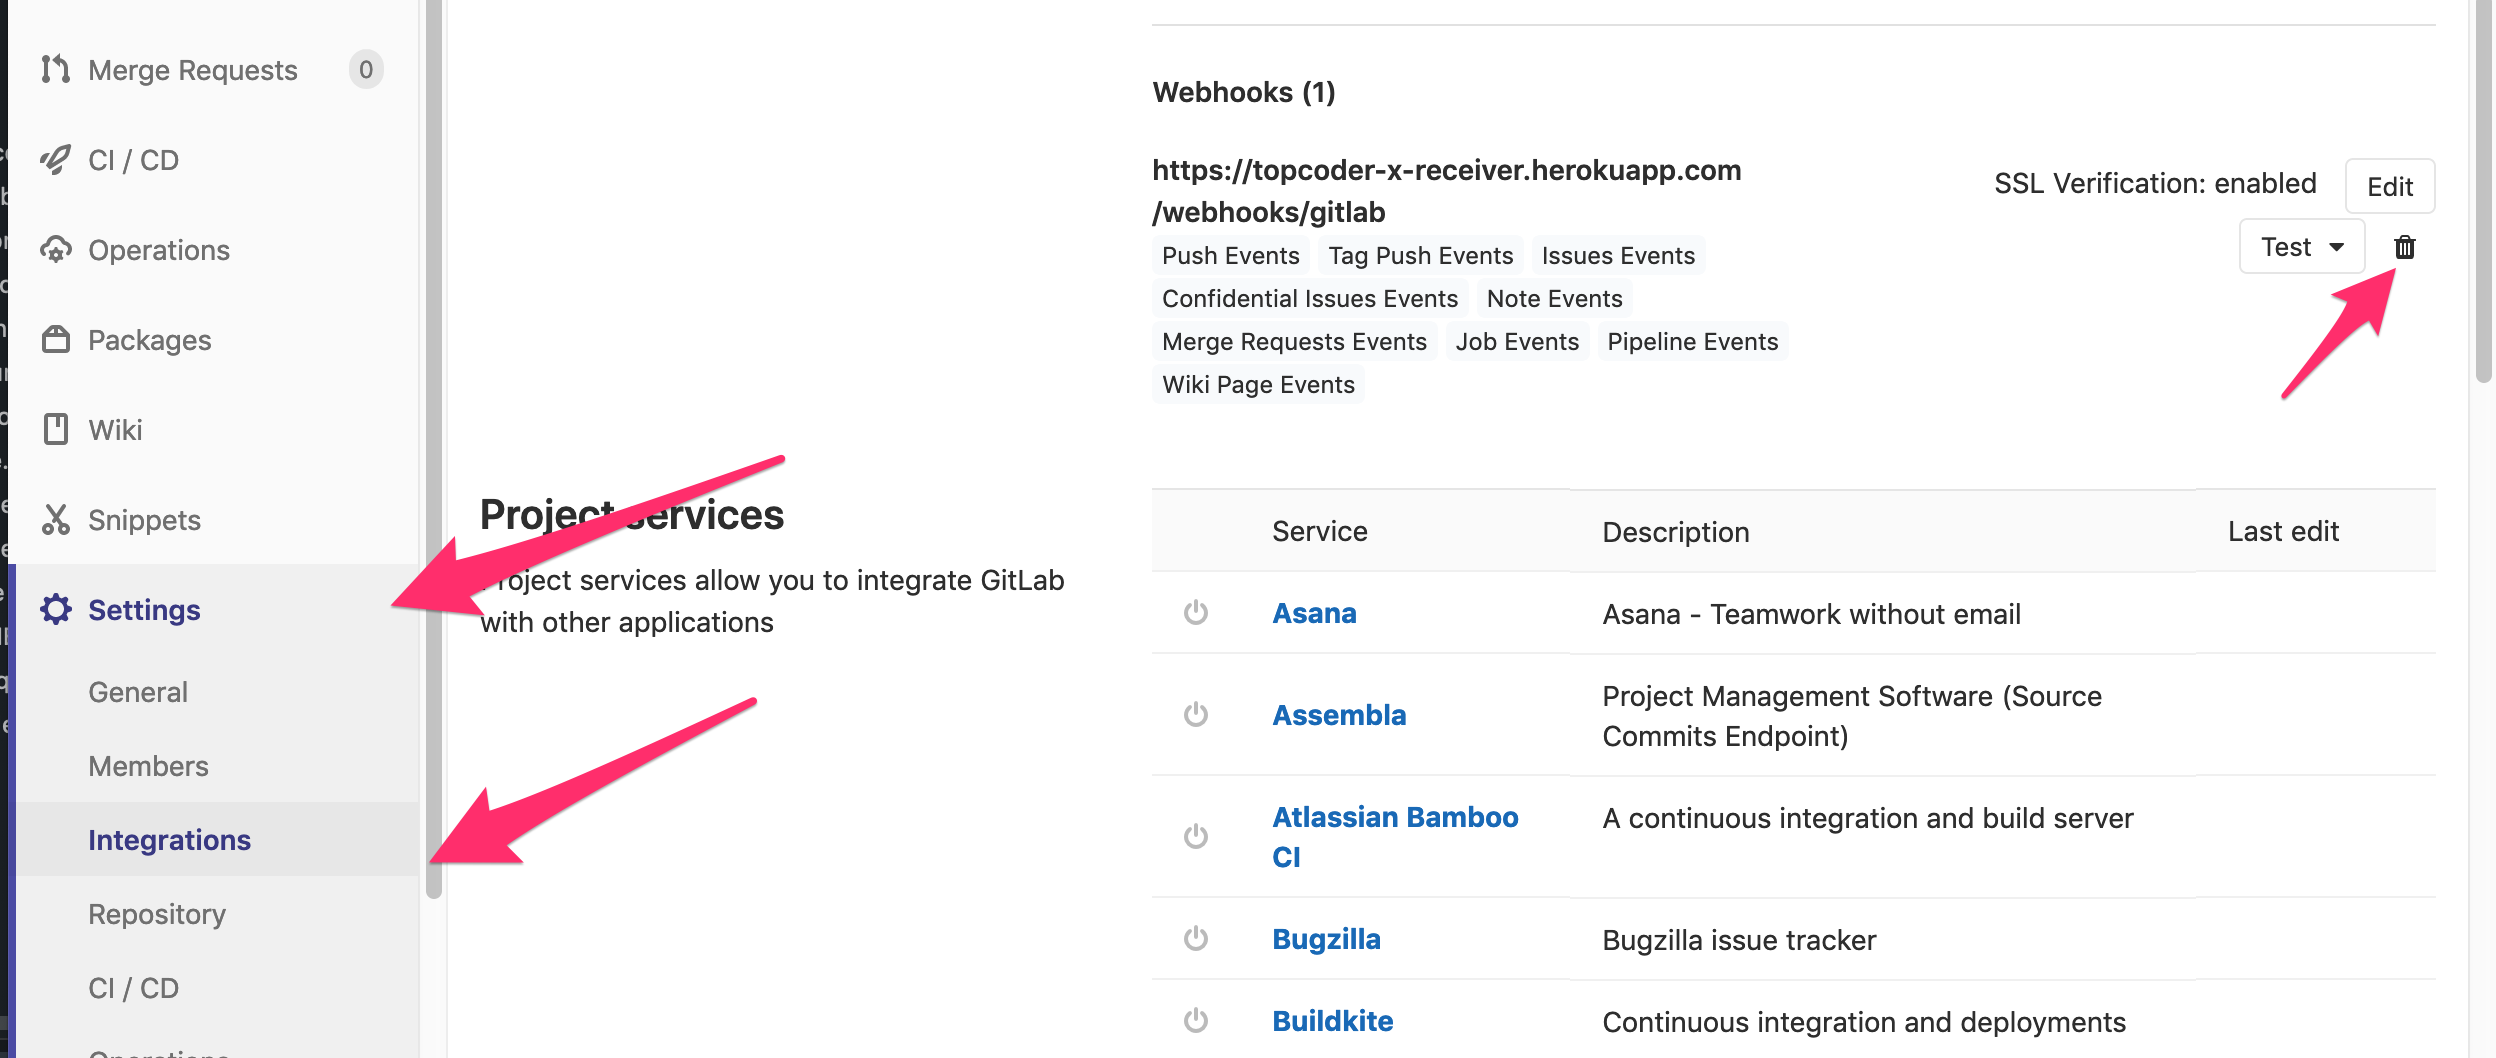 Merge Requests 0
CI / CD
Operations
Packages
Wiki
Snippets
Settings
General
Members
Integrations
Repository
CI / CD
Operations
Webhooks (1)
https://topcoder-x-receiver.herokuapp.com
/webhooks/gitlab
SSL Verification: enabled
Edit
Test
Push Events Tag Push Events Issues Events
Confidential Issues Events Note Events
Merge Requests Events Job Events Pipeline Events
Wiki Page Events
Project services
Project services allow you to integrate GitLab
with other applications
Service Description Last edit
Asana Asana - Teamwork without email
Assembla Project Management Software (Source
Commits Endpoint)
Atlassian Bamboo A continuous integration and build server
CI
Bugzilla Bugzilla issue tracker
Buildkite Continuous integration and deployments